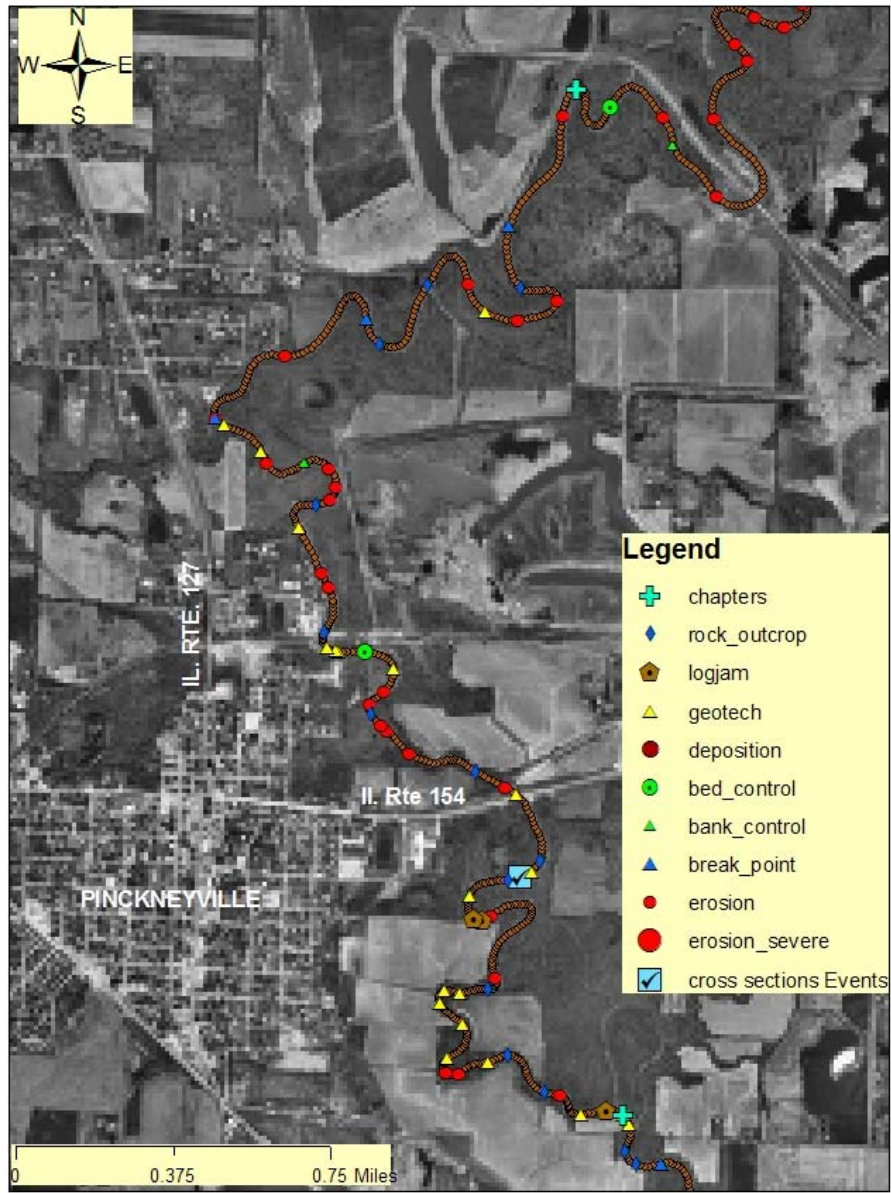 N
W E
S
IL. RTE. 127
Il. Rte 154
PINCKNEYVILLE
Legend
chapters
rock_outcrop
logjam
geotech
deposition
bed_control
bank_control
break_point
erosion
erosion_severe
cross sections Events
0 0.375 0.75 Miles